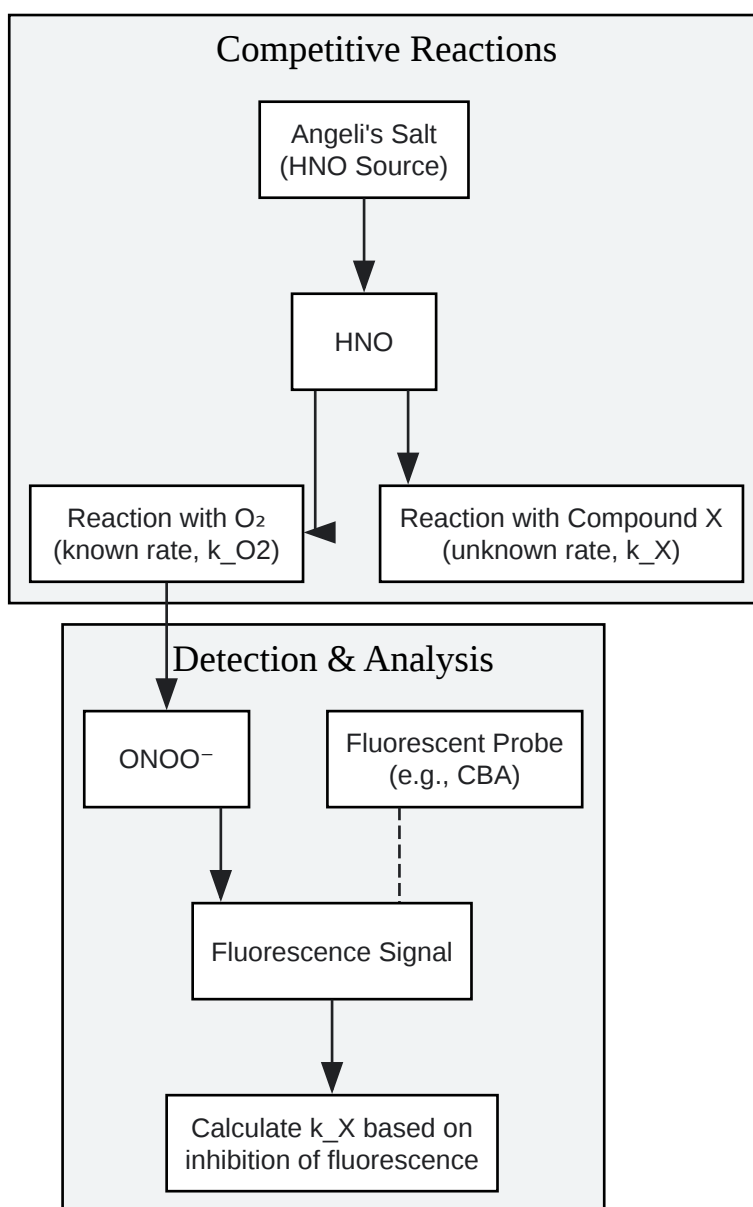 Competitive Reactions
Angeli's Salt
(HNO Source)
HNO
Reaction with O₂
(known rate, k_O2)
Reaction with Compound X
(unknown rate, k_X)
Detection & Analysis
ONOO⁻
Fluorescent Probe
(e.g., CBA)
Fluorescence Signal
Calculate k_X based on
inhibition of fluorescence